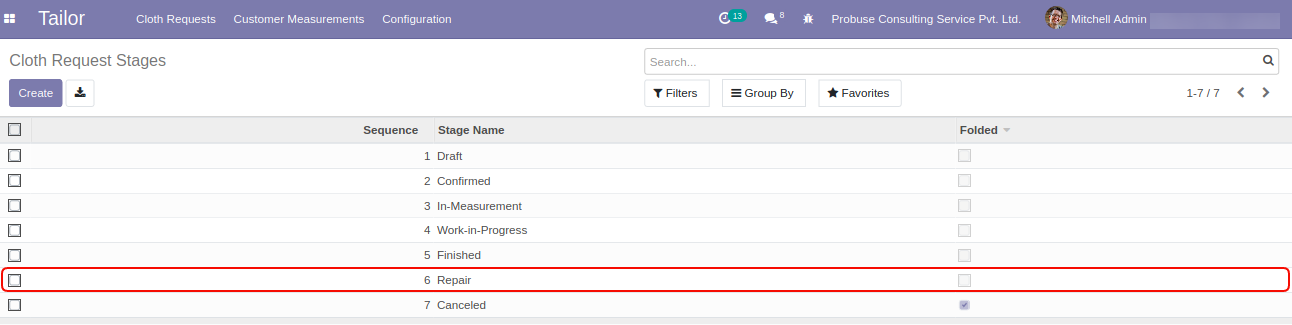 Tailor Cloth Requests Customer Measurements Configuration 13 8 Probuse Consulting Service Pvt. Ltd. Mitchell Admin
Cloth Request Stages Search...
Create Filters Group By Favorites 1-7 / 7
Sequence Stage Name Folded
1 Draft
2 Confirmed
3 In-Measurement
4 Work-in-Progress
5 Finished
6 Repair
7 Canceled